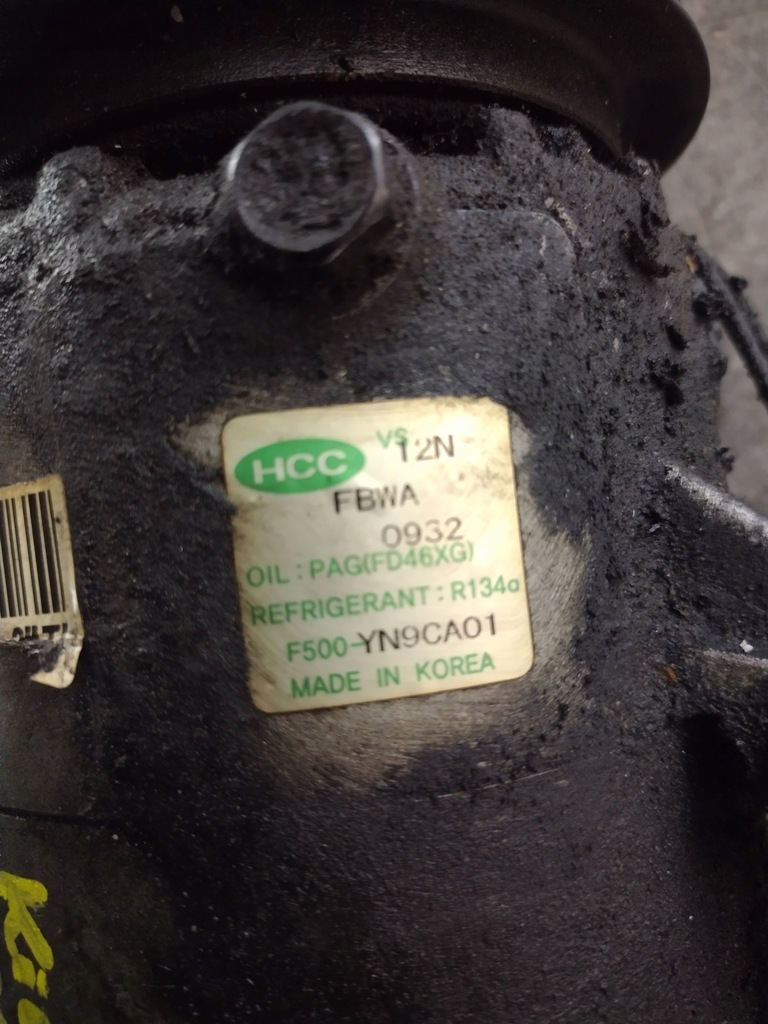 HCC VS 12N
FBWA
0932
OIL : PAG(FD46XG)
REFRIGERANT : R134a
F500-YN9CA01
MADE IN KOREA